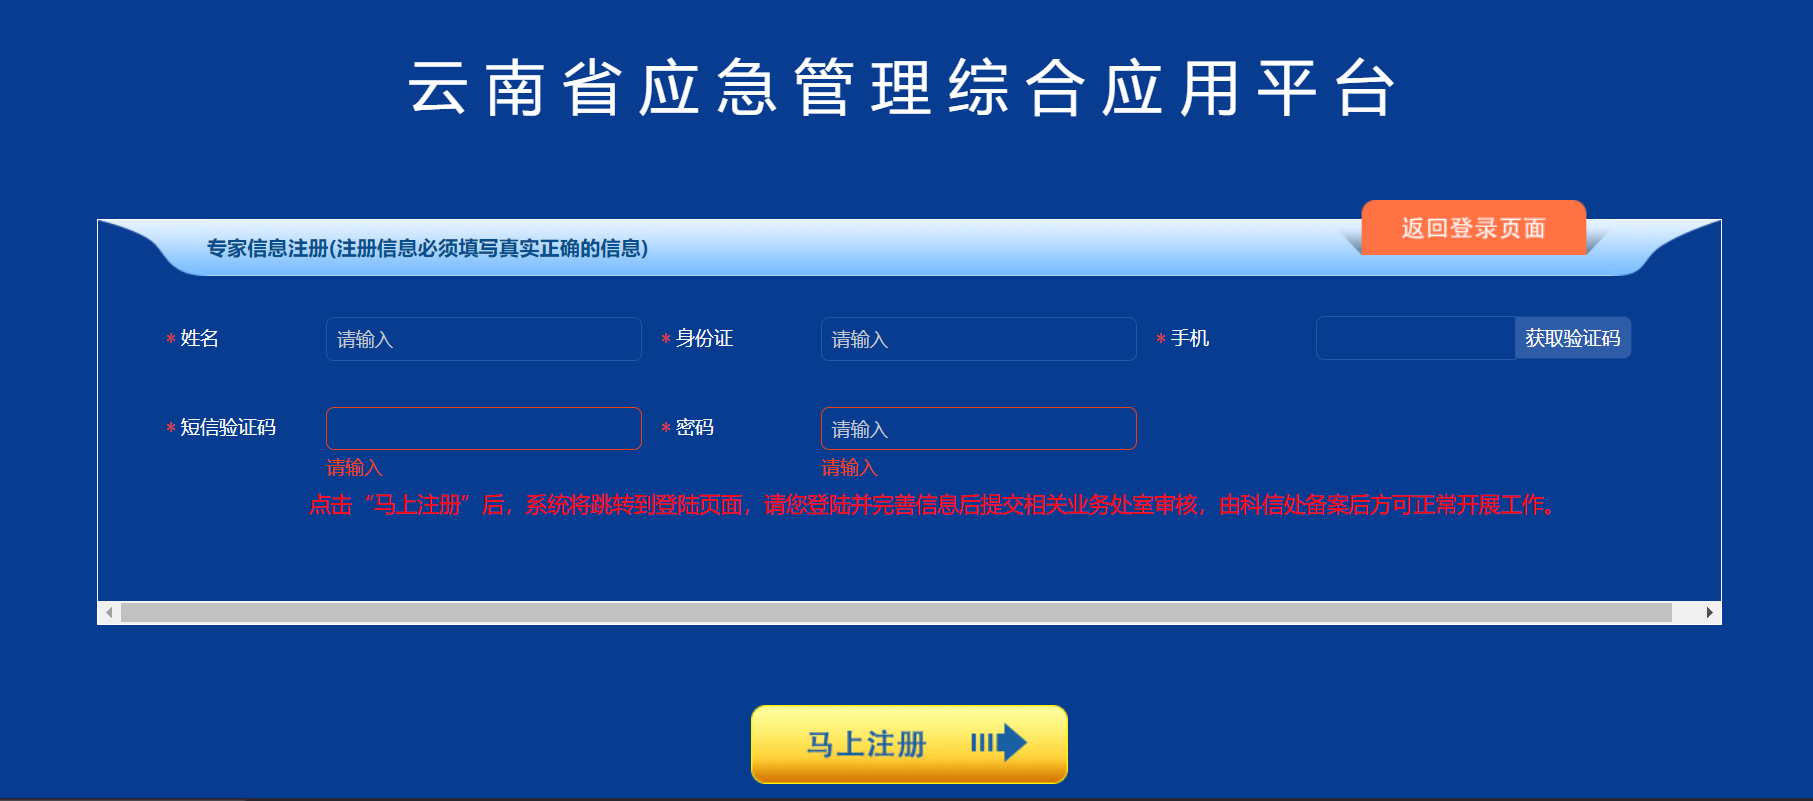 云南省应急管理综合应用平台
返回登录页面
专家信息注册(注册信息必须填写真实正确的信息)
* 姓名 请输入 * 身份证 请输入 * 手机 获取验证码
* 短信验证码 * 密码 请输入
请输入 请输入
点击“马上注册”后，系统将跳转到登陆页面，请您登陆并完善信息后提交相关业务处室审核，由科信处备案后方可正常开展工作。
马上注册